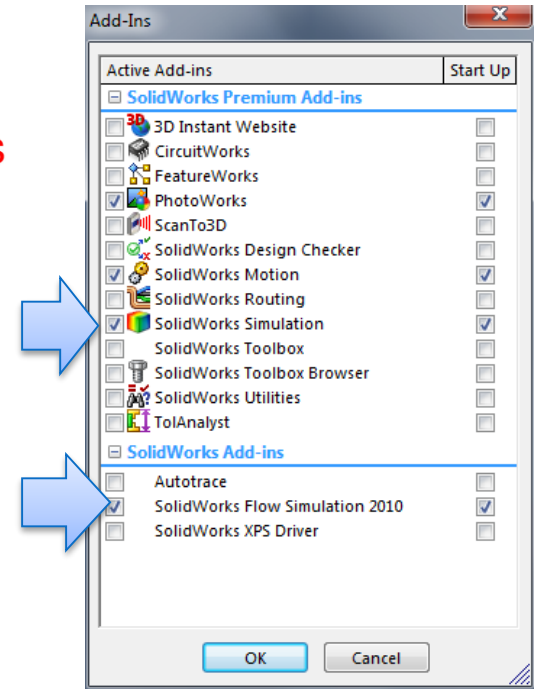 Add-Ins
Active Add-ins Start Up
SolidWorks Premium Add-ins
3D Instant Website
CircuitWorks
FeatureWorks
PhotoWorks
ScanTo3D
SolidWorks Design Checker
SolidWorks Motion
SolidWorks Routing
SolidWorks Simulation
SolidWorks Toolbox
SolidWorks Toolbox Browser
SolidWorks Utilities
TolAnalyst
SolidWorks Add-ins
Autotrace
SolidWorks Flow Simulation 2010
SolidWorks XPS Driver
OK Cancel